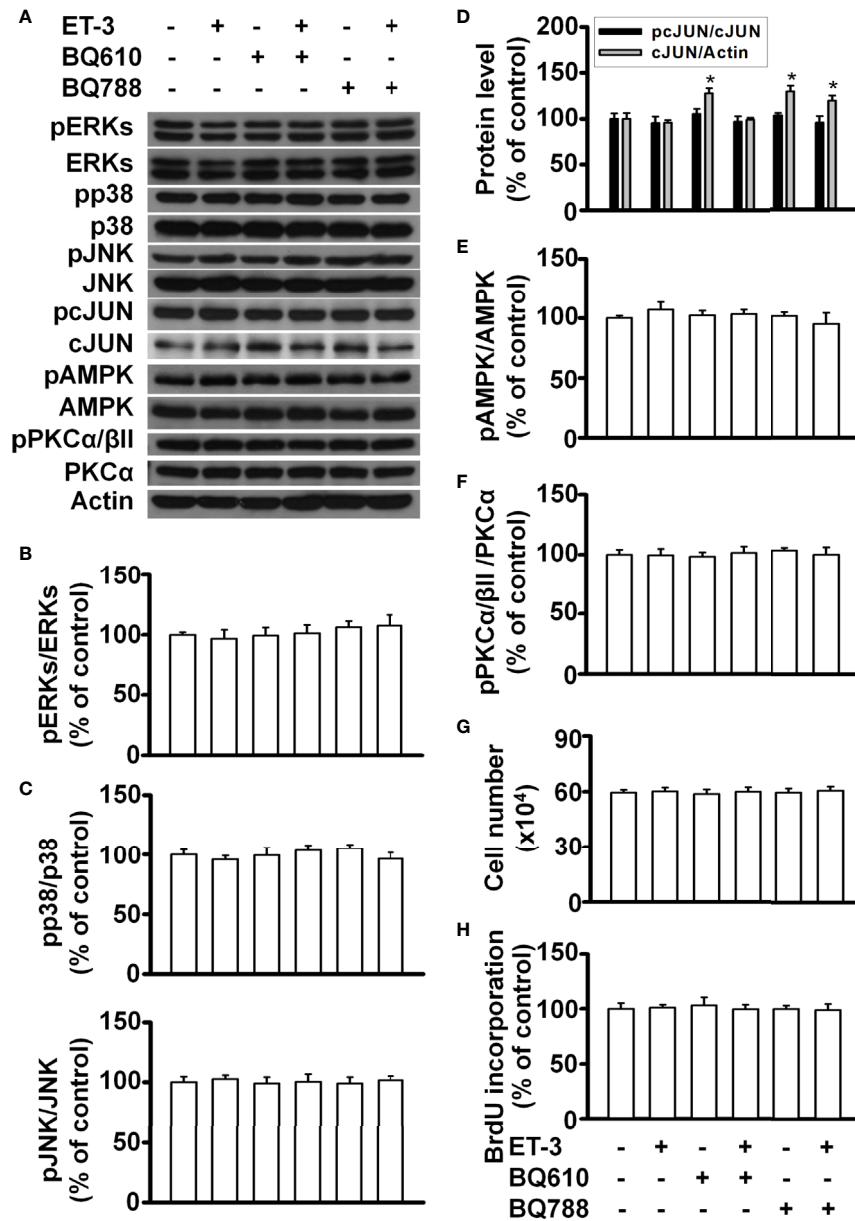 A
ET-3 - + - + - +
BQ610 - - + + - -
BQ788 - - - - + +
pERKs
ERKs
pp38
p38
pJNK
JNK
pcJUN
cJUN
pAMPK
AMPK
pPKCα/βII
PKCα
Actin
B
pERKs/ERKs
(% of control)
150
100
50
0
C
pp38/p38
(% of control)
150
100
50
0
pJNK/JNK
(% of control)
150
100
50
0
D
pcJUN/cJUN
cJUN/Actin
Protein level
(% of control)
200
150
100
50
0
* * *
E
pAMPK/AMPK
(% of control)
150
100
50
0
F
pPKCα/βII /PKCα
(% of control)
150
100
50
0
G
Cell number
(x10⁴)
90
60
30
0
H
BrdU incorporation
(% of control)
150
100
50
0
ET-3 - + - + - +
BQ610 - - + + - -
BQ788 - - - - + +